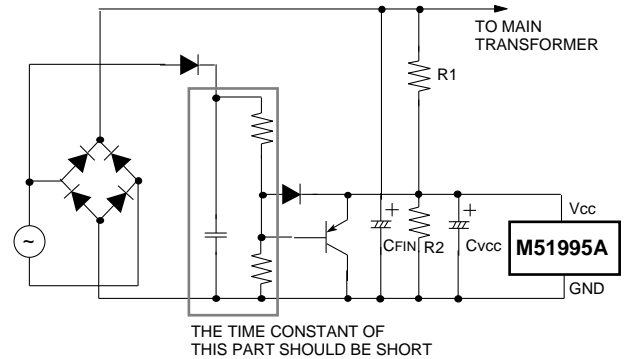 TO MAIN
TRANSFORMER
R1
~
CFIN
R2
CVCC
VCC
M51995A
GND
THE TIME CONSTANT OF
THIS PART SHOULD BE SHORT